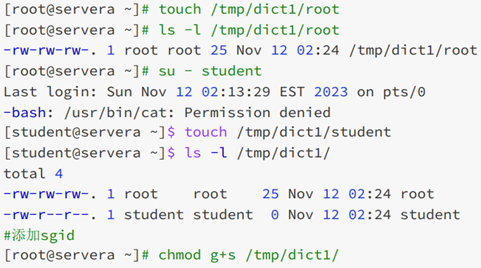 [root@servera ~]# touch /tmp/dict1/root
[root@servera ~]# ls -l /tmp/dict1/root
-rw-rw-rw-. 1 root root 25 Nov 12 02:24 /tmp/dict1/root
[root@servera ~]# su - student
Last login: Sun Nov 12 02:13:29 EST 2023 on pts/0
-bash: /usr/bin/cat: Permission denied
[student@servera ~]$ touch /tmp/dict1/student
[student@servera ~]$ ls -l /tmp/dict1/
total 4
-rw-rw-rw-. 1 root    root    25 Nov 12 02:24 root
-rw-r--r--. 1 student student  0 Nov 12 02:24 student
#添加sgid
[root@servera ~]# chmod g+s /tmp/dict1/